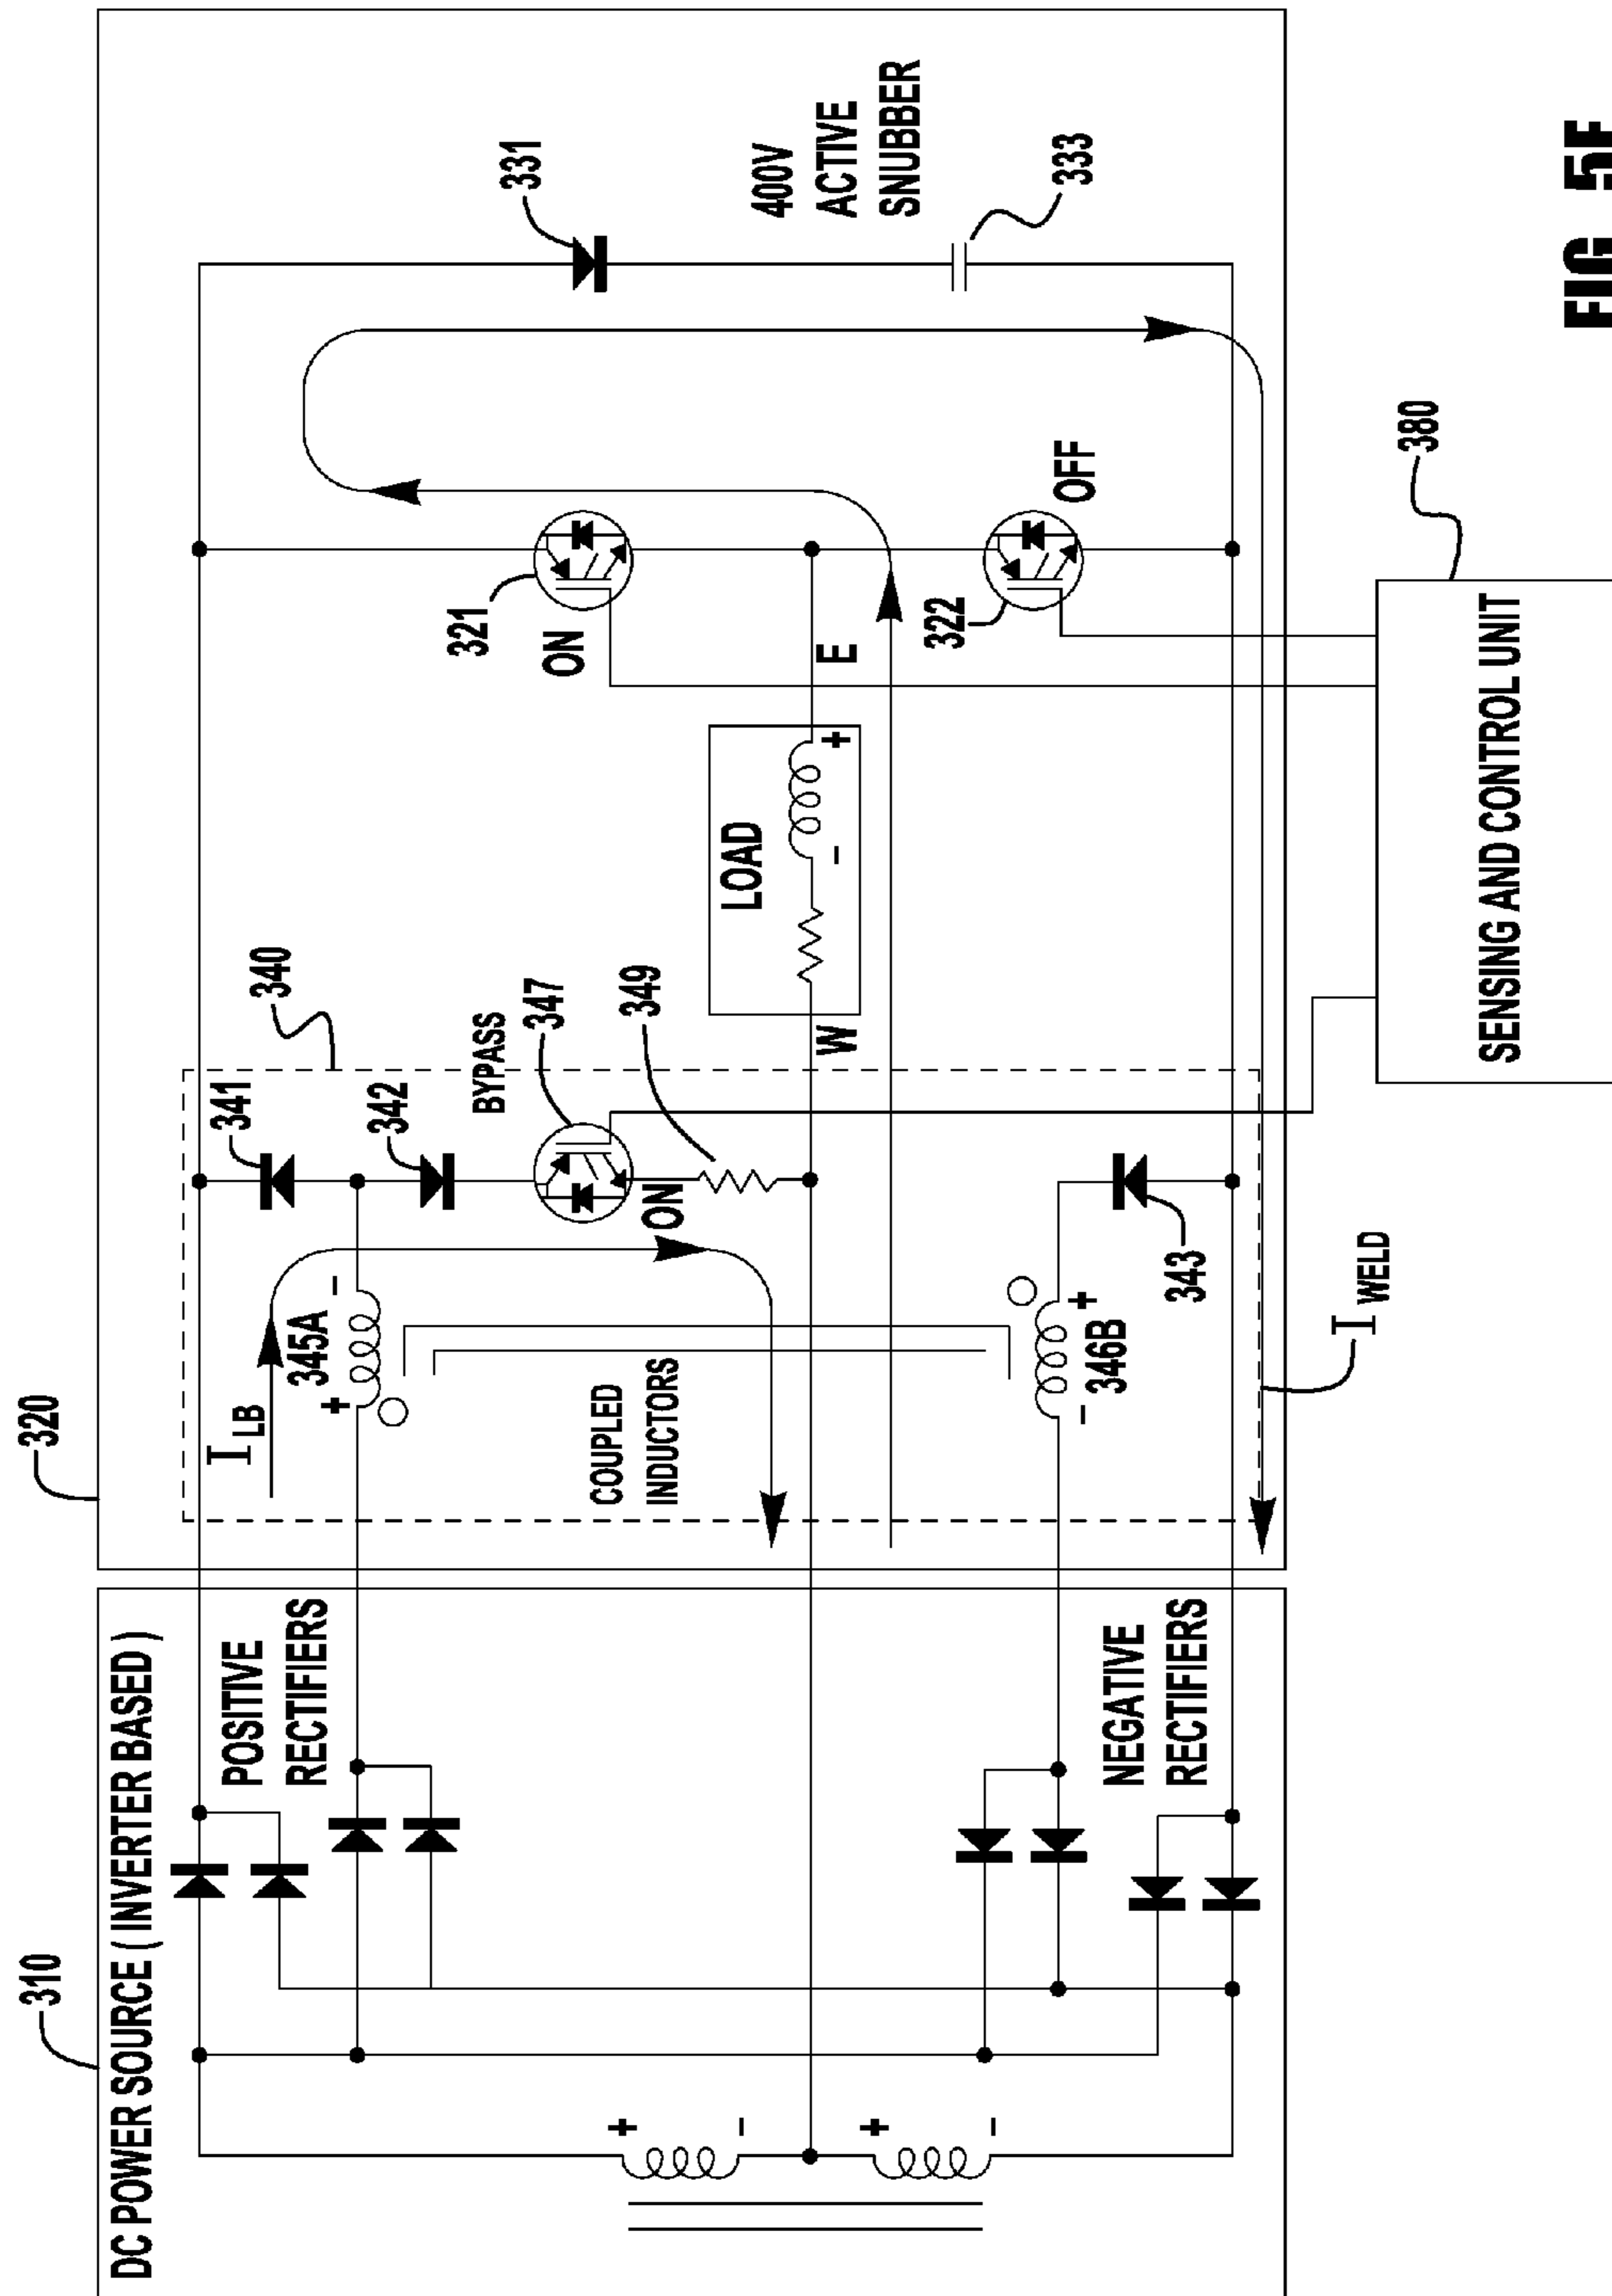 310
320
DC POWER SOURCE ( INVERTER BASED )
POSITIVE
RECTIFIERS
I LB
345A
+
-
341
340
342
BYPASS
347
ON
349
321
ON
331
400V
ACTIVE
SNUBBER
333
COUPLED
INDUCTORS
LOAD
-
+
W
E
322
OFF
+
-
+
-
NEGATIVE
RECTIFIERS
-
+
346B
343
I WELD
380
SENSING AND CONTROL UNIT
FIG